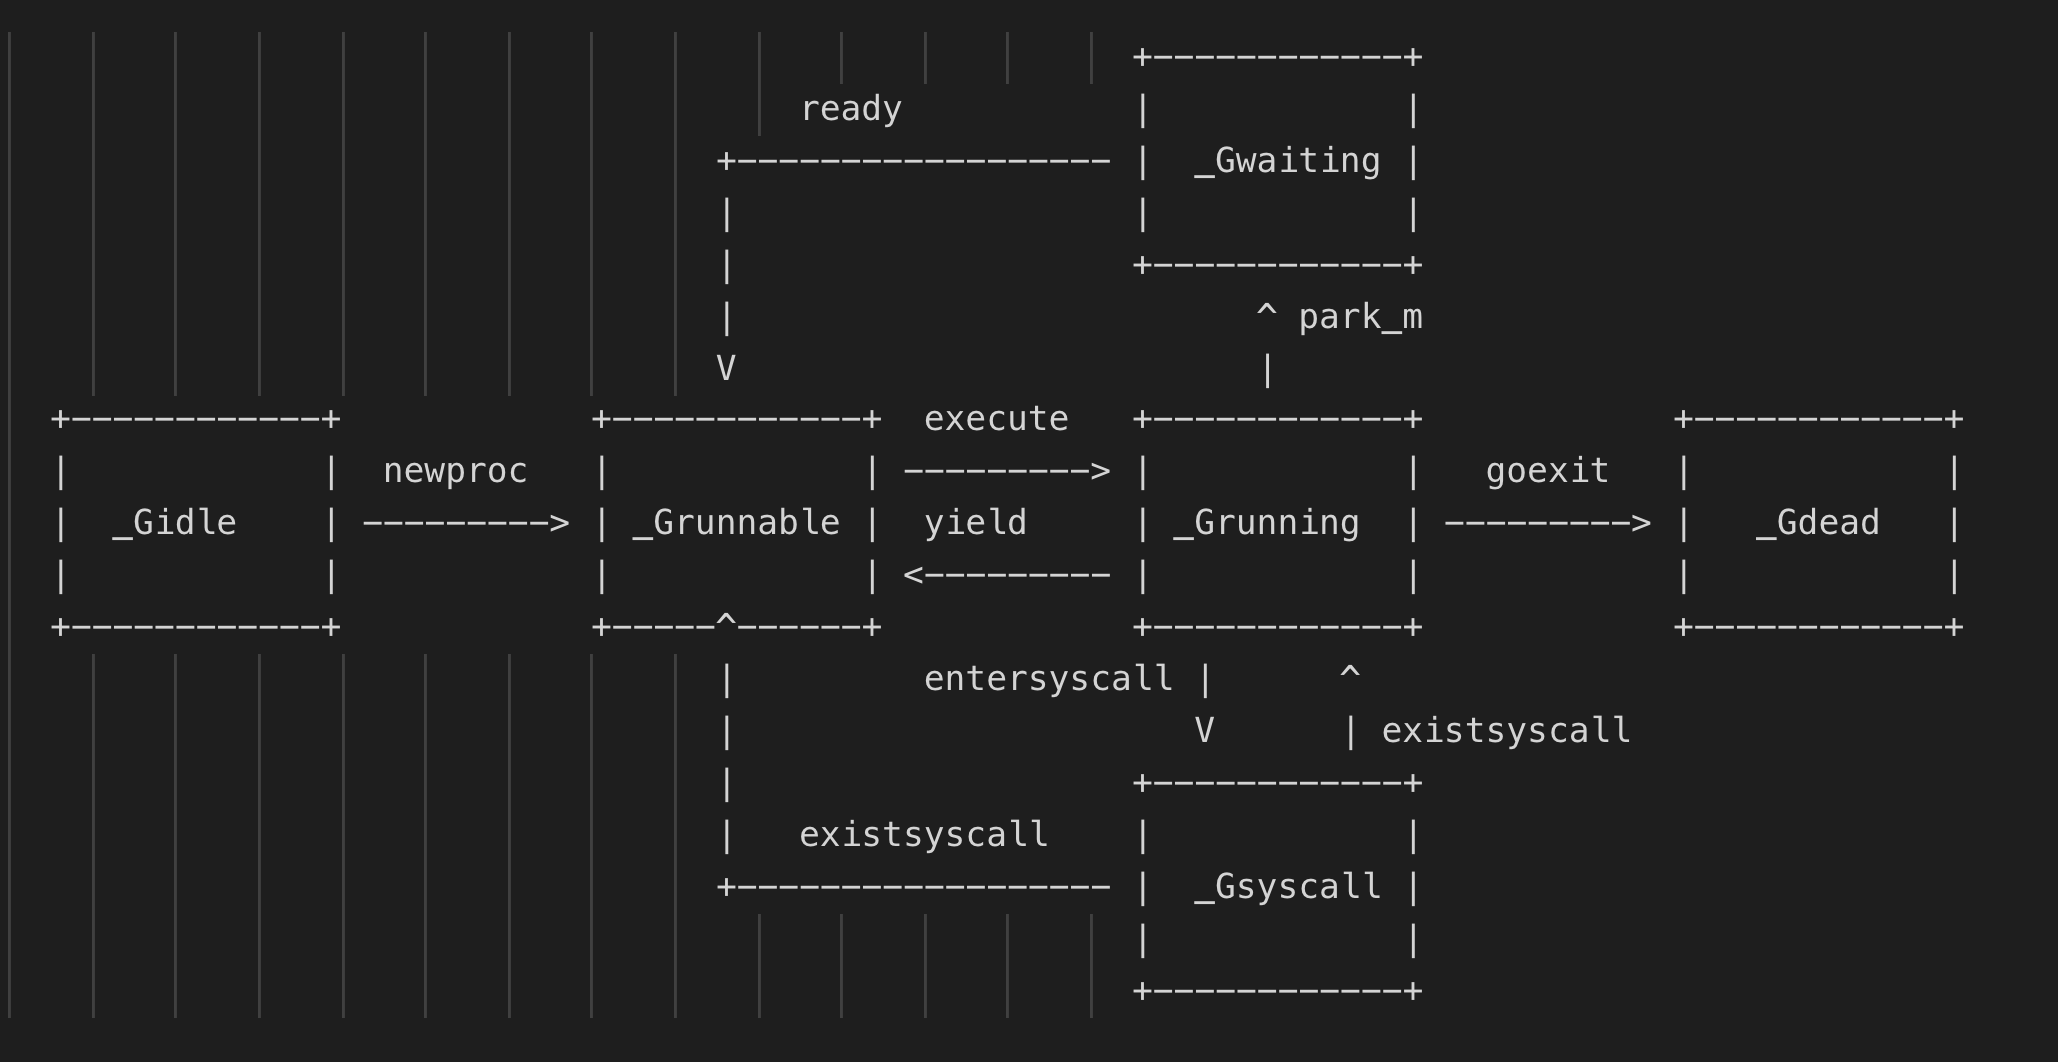 +------------+
ready | |
+------------------ | _Gwaiting |
| | |
| +------------+
| ^ park_m
V |
+------------+ +------------+ execute +------------+ +------------+
| | newproc | | ---------> | | goexit | |
| _Gidle | ---------> | _Grunnable | yield | _Grunning | ---------> | _Gdead |
| | | | <--------- | | | |
+------------+ +-----^------+ +------------+ +------------+
| entersyscall | ^
| V | existsyscall
| +------------+
| existsyscall | |
+------------------ | _Gsyscall |
| |
+------------+